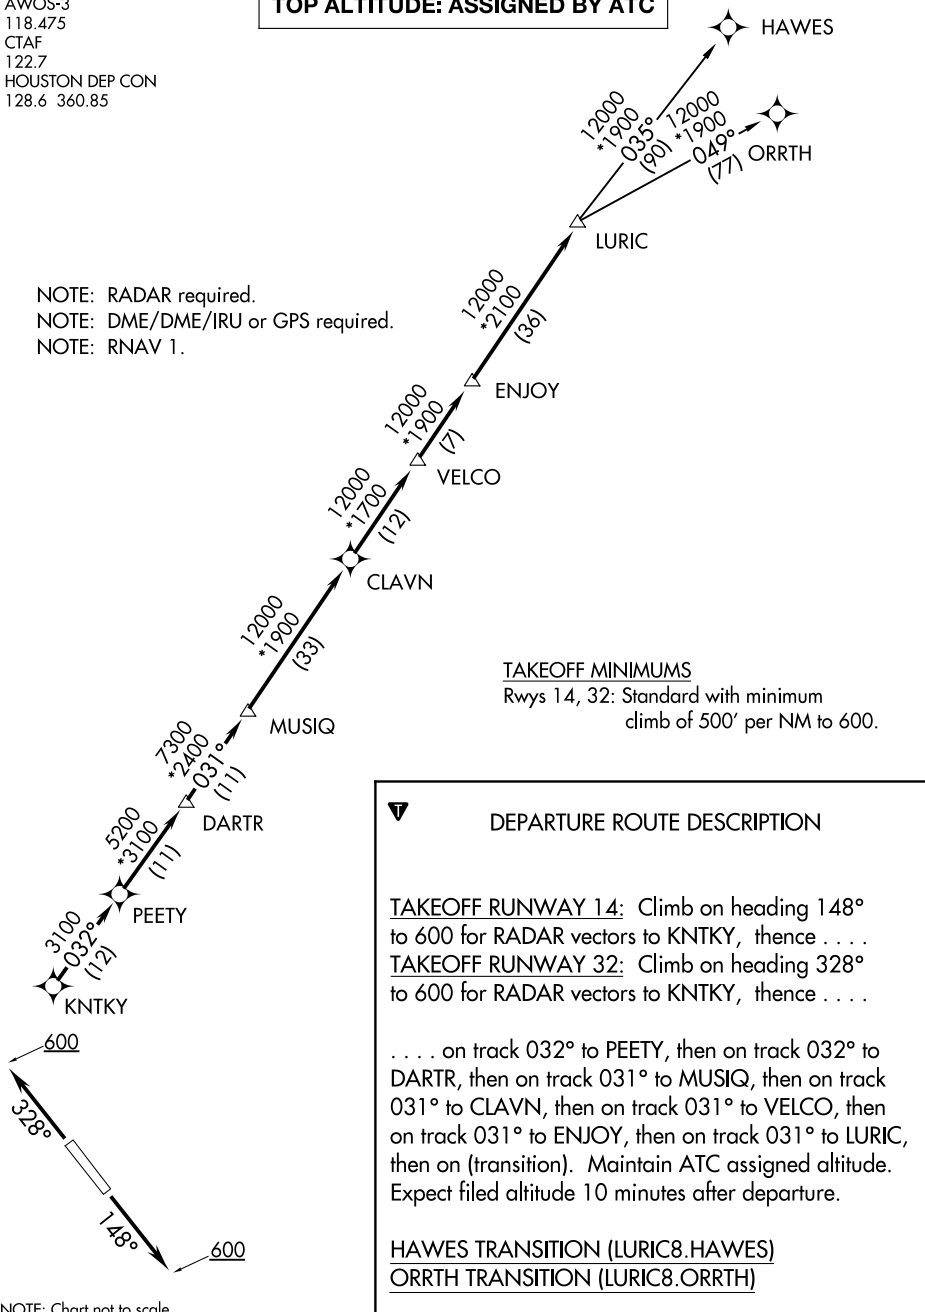 AWOS-3
118.475
CTAF
122.7
HOUSTON DEP CON
128.6 360.85
TOP ALTITUDE: ASSIGNED BY ATC
HAWES
12000
*1900
035°
(90)
12000
*1900
049°
(77)
ORRTH
LURIC
NOTE: RADAR required.
NOTE: DME/DME/IRU or GPS required.
NOTE: RNAV 1.
12000
*2100
(36)
ENJOY
12000
*1900
(7)
VELCO
12000
*1700
(12)
CLAVN
12000
*1900
(33)
MUSIQ
TAKEOFF MINIMUMS
Rwys 14, 32: Standard with minimum
climb of 500' per NM to 600.
7300
*2400
031°
(11)
DARTR
5200
*3100
(11)
PEETY
3100
032°
(12)
KNTKY
600
328°
148°
600
NOTE: Chart not to scale
T
DEPARTURE ROUTE DESCRIPTION
TAKEOFF RUNWAY 14: Climb on heading 148°
to 600 for RADAR vectors to KNTKY, thence . . . .
TAKEOFF RUNWAY 32: Climb on heading 328°
to 600 for RADAR vectors to KNTKY, thence . . . .
. . . . on track 032° to PEETY, then on track 032° to
DARTR, then on track 031° to MUSIQ, then on track
031° to CLAVN, then on track 031° to VELCO, then
on track 031° to ENJOY, then on track 031° to LURIC,
then on (transition). Maintain ATC assigned altitude.
Expect filed altitude 10 minutes after departure.
HAWES TRANSITION (LURIC8.HAWES)
ORRTH TRANSITION (LURIC8.ORRTH)